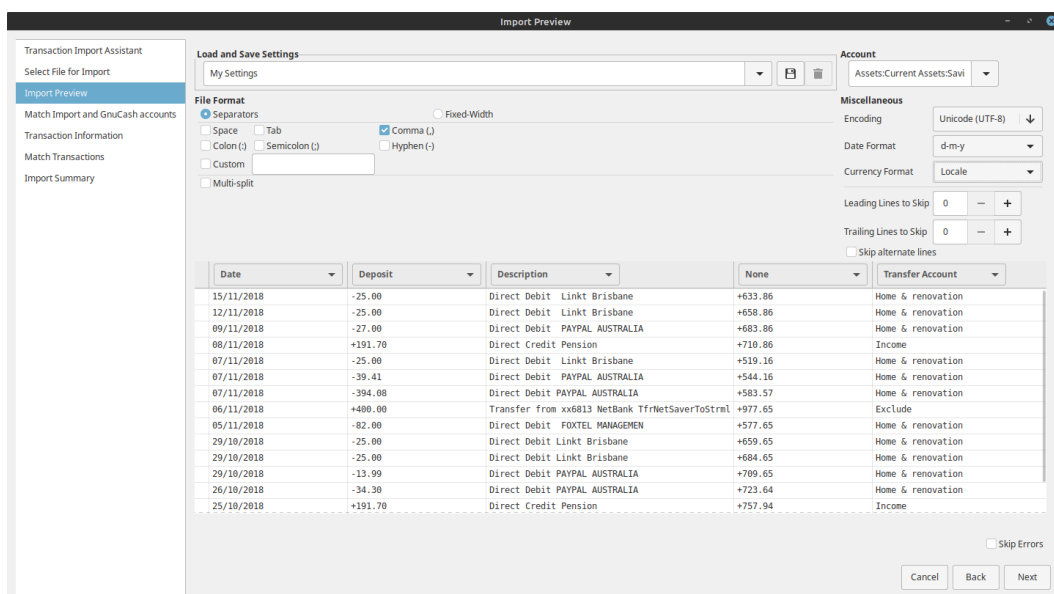 Import Preview
Transaction Import Assistant
Select File for Import
Import Preview
Match Import and GnuCash accounts
Transaction Information
Match Transactions
Import Summary
Load and Save Settings
My Settings
Account
Assets:Current Assets:Savi
File Format
Separators Fixed-Width
Space Tab Comma (,)
Colon (:) Semicolon (;) Hyphen (-)
Custom
Multi-split
Miscellaneous
Encoding Unicode (UTF-8)
Date Format d-m-y
Currency Format Locale
Leading Lines to Skip 0 − +
Trailing Lines to Skip 0 − +
Skip alternate lines
Date Deposit Description None Transfer Account
15/11/2018 -25.00 Direct Debit  Linkt Brisbane +633.86 Home & renovation
12/11/2018 -25.00 Direct Debit  Linkt Brisbane +658.86 Home & renovation
09/11/2018 -27.00 Direct Debit  PAYPAL AUSTRALIA +683.86 Home & renovation
08/11/2018 +191.70 Direct Credit Pension +710.86 Income
07/11/2018 -25.00 Direct Debit  Linkt Brisbane +519.16 Home & renovation
07/11/2018 -39.41 Direct Debit  PAYPAL AUSTRALIA +544.16 Home & renovation
07/11/2018 -394.08 Direct Debit PAYPAL AUSTRALIA +583.57 Home & renovation
06/11/2018 +400.00 Transfer from xx6813 NetBank TfrNetSaverToStrml +977.65 Exclude
05/11/2018 -82.00 Direct Debit  FOXTEL MANAGEMEN +577.65 Home & renovation
29/10/2018 -25.00 Direct Debit Linkt Brisbane +659.65 Home & renovation
29/10/2018 -25.00 Direct Debit Linkt Brisbane +684.65 Home & renovation
29/10/2018 -13.99 Direct Debit PAYPAL AUSTRALIA +709.65 Home & renovation
26/10/2018 -34.30 Direct Debit PAYPAL AUSTRALIA +723.64 Home & renovation
25/10/2018 +191.70 Direct Credit Pension +757.94 Income
Skip Errors
Cancel Back Next